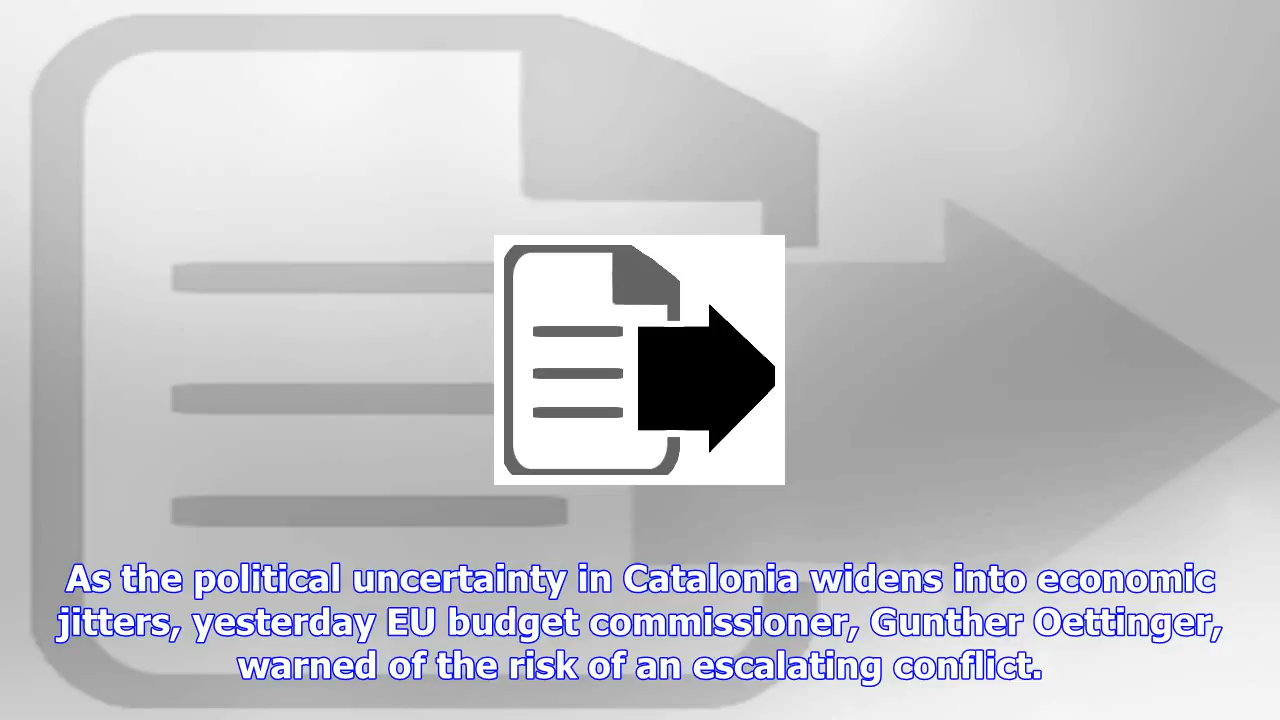 As the political uncertainty in Catalonia widens into economic
jitters, yesterday EU budget commissioner, Gunther Oettinger,
warned of the risk of an escalating conflict.